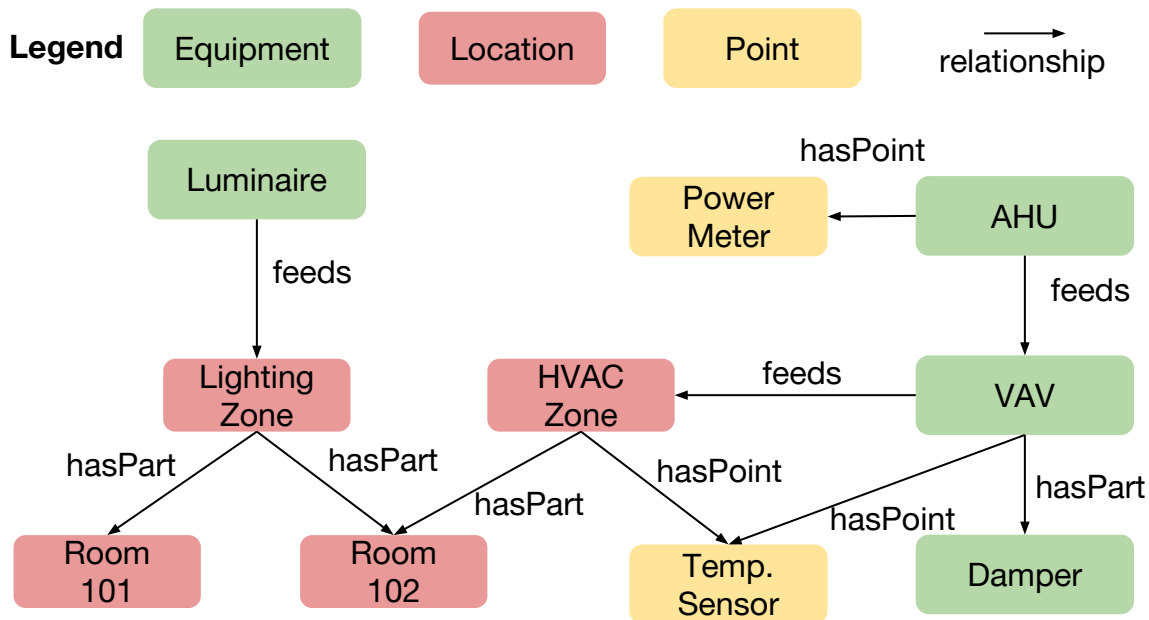 Legend
Equipment
Location
Point
relationship
Luminaire
hasPoint
Power
Meter
AHU
feeds
feeds
Lighting
Zone
HVAC
Zone
feeds
VAV
hasPart
hasPart
hasPart
hasPoint
hasPoint
hasPart
Room
101
Room
102
Temp.
Sensor
Damper